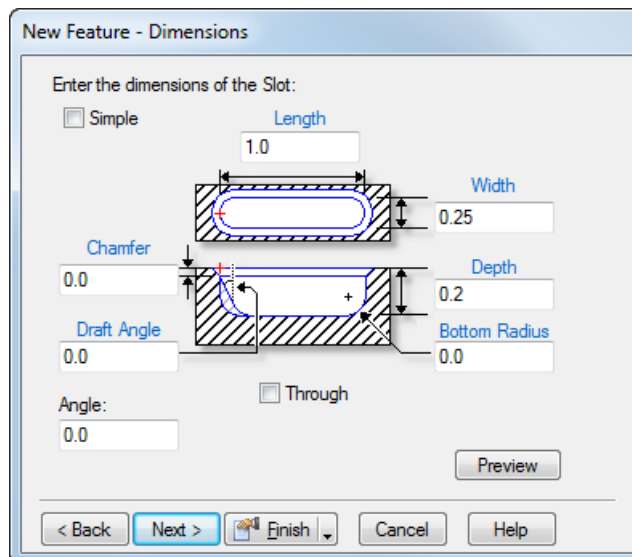 New Feature - Dimensions
Enter the dimensions of the Slot:
Simple
Length
1.0
Width
0.25
Chamfer
0.0
Depth
0.2
Draft Angle
0.0
Bottom Radius
0.0
Through
Angle:
0.0
Preview
< Back Next > Finish Cancel Help